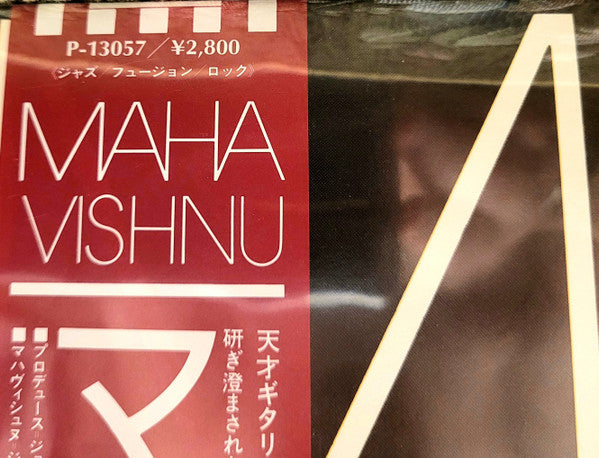 P-13057／¥2,800
《ジャズ／フュージョン／ロック》
MAHA
VISHNU
マ
天才ギタリ
研ぎ澄まされ
■プロデュース=ジ
■マハヴィシュヌ=ジ